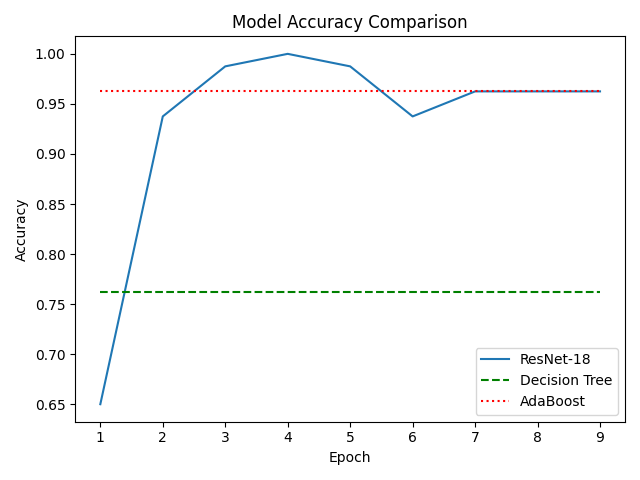 Model Accuracy Comparison
1.00
0.95
0.90
0.85
0.80
0.75
0.70
0.65
Accuracy
ResNet-18
Decision Tree
AdaBoost
1 2 3 4 5 6 7 8 9
Epoch